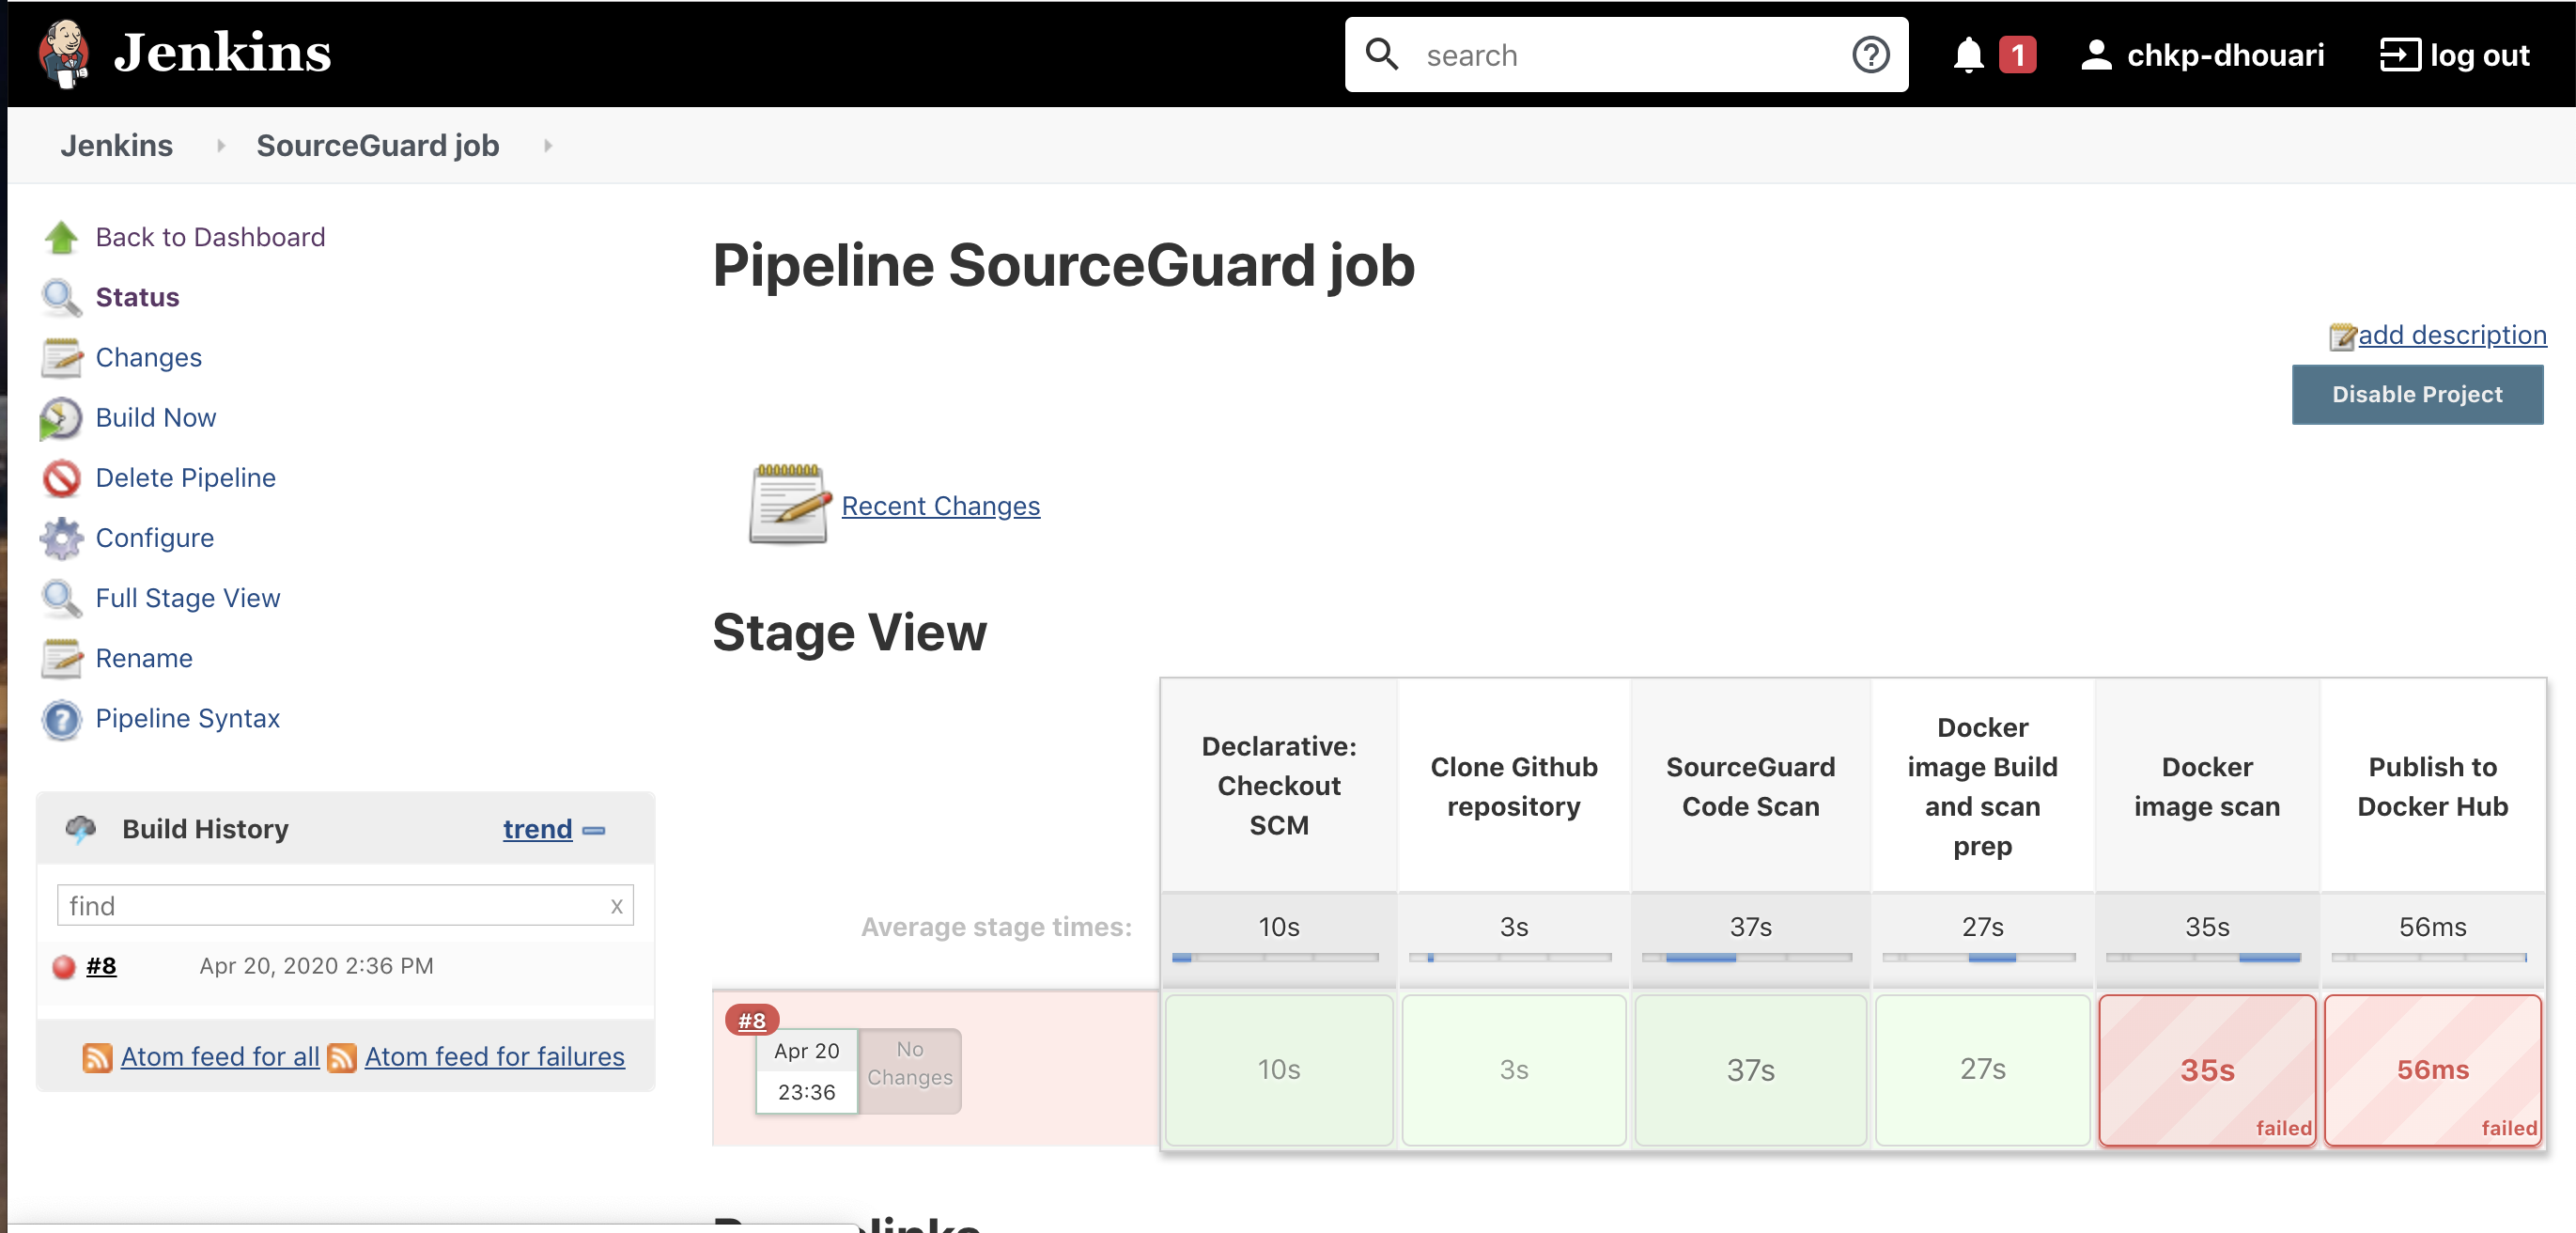 Jenkins
search
1
chkp-dhouari
log out
Jenkins
SourceGuard job
Back to Dashboard
Status
Changes
Build Now
Delete Pipeline
Configure
Full Stage View
Rename
Pipeline Syntax
Build History
trend
find
x
#8
Apr 20, 2020 2:36 PM
Atom feed for all
Atom feed for failures
Pipeline SourceGuard job
add description
Disable Project
Recent Changes
Stage View
Declarative:
Checkout
SCM
Clone Github
repository
SourceGuard
Code Scan
Docker
image Build
and scan
prep
Docker
image scan
Publish to
Docker Hub
Average stage times:
10s
3s
37s
27s
35s
56ms
#8
Apr 20
23:36
No
Changes
10s
3s
37s
27s
35s
failed
56ms
failed